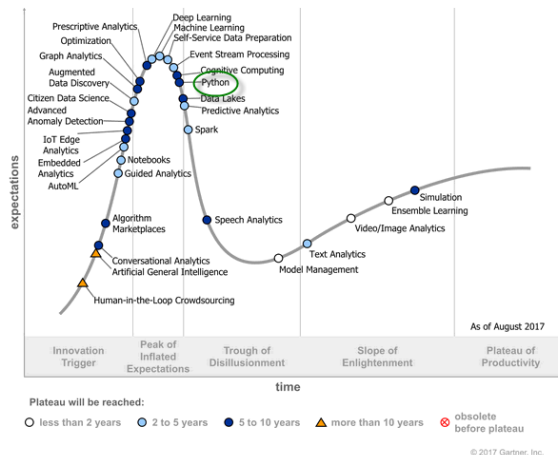 Deep Learning
Machine Learning
Self-Service Data Preparation
Prescriptive Analytics
Optimization
Event Stream Processing
Graph Analytics
Cognitive Computing
Augmented
Data Discovery
Python
Citizen Data Science
Data Lakes
Advanced
Anomaly Detection
Predictive Analytics
Spark
IoT Edge
Analytics
Embedded
Analytics
Notebooks
AutoML
Guided Analytics
expectations
Algorithm
Marketplaces
Speech Analytics
Simulation
Ensemble Learning
Video/Image Analytics
Text Analytics
Conversational Analytics
Artificial General Intelligence
Model Management
Human-in-the-Loop Crowdsourcing
As of August 2017
Innovation
Trigger
Peak of
Inflated
Expectations
Trough of
Disillusionment
Slope of
Enlightenment
Plateau of
Productivity
time
Plateau will be reached:
less than 2 years
2 to 5 years
5 to 10 years
more than 10 years
obsolete
before plateau
© 2017 Gartner, Inc.